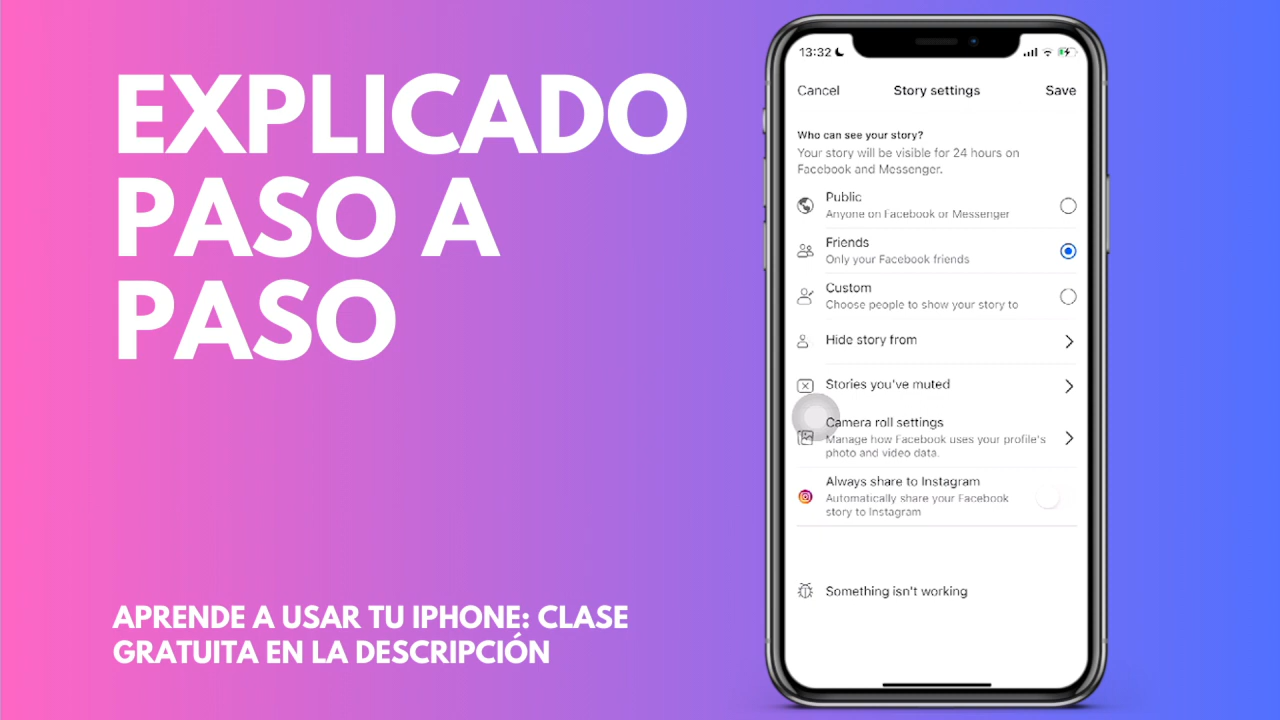 EXPLICADO
PASO A
PASO
APRENDE A USAR TU IPHONE: CLASE
GRATUITA EN LA DESCRIPCIÓN
13:32
Cancel
Story settings
Save
Who can see your story?
Your story will be visible for 24 hours on
Facebook and Messenger.
Public
Anyone on Facebook or Messenger
Friends
Only your Facebook friends
Custom
Choose people to show your story to
Hide story from
Stories you've muted
Camera roll settings
Manage how Facebook uses your profile's
photo and video data.
Always share to Instagram
Automatically share your Facebook
story to Instagram
Something isn't working